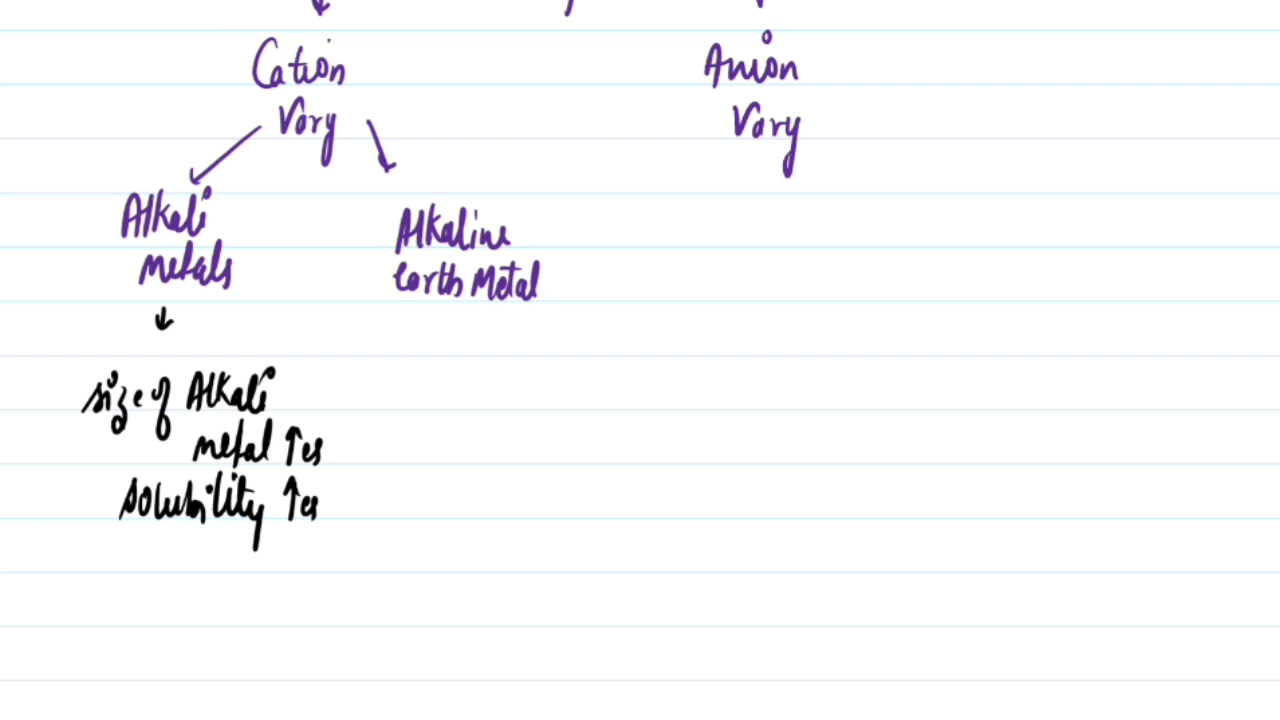 Cation
Vary
Anion
Vary
Alkali
metals
Alkaline
earth Metal
size of Alkali
metal ↑es
solubility ↑es